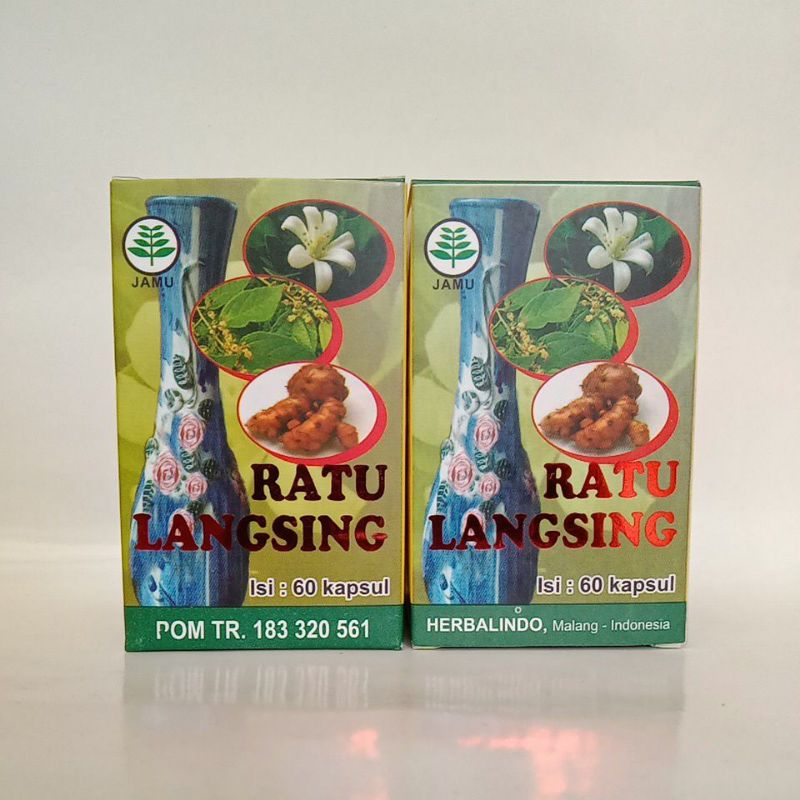 JAMU
RATU
LANGSING
Isi : 60 kapsul
POM TR. 183 320 561
JAMU
RATU
LANGSING
Isi : 60 kapsul
HERBALINDO, Malang - Indonesia